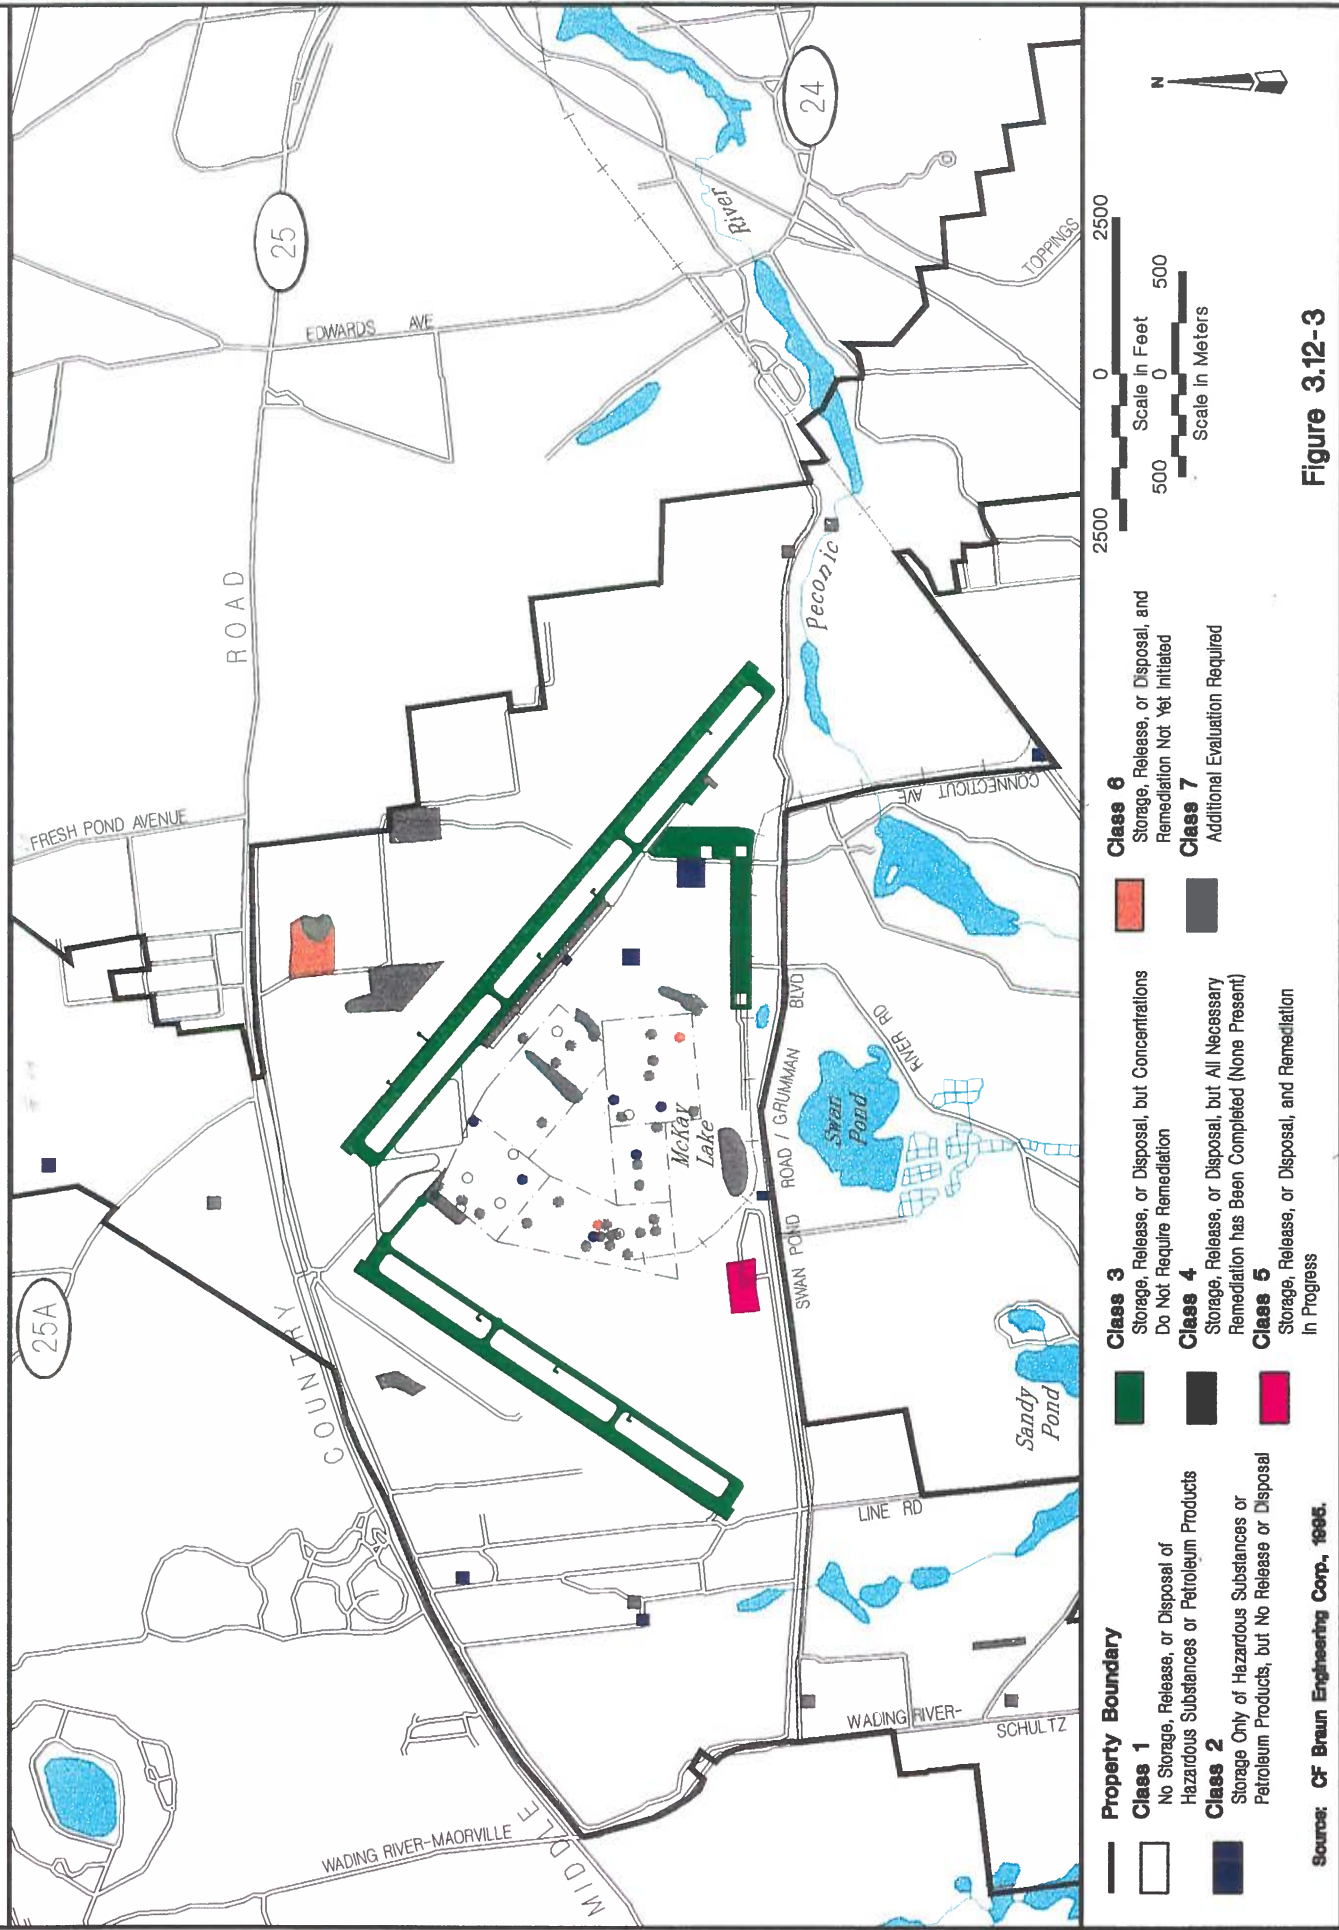 25A
25
24
FRESH POND AVENUE
EDWARDS AVE
MIDDLE
COUNTRY
ROAD
WADING RIVER-MAORVILLE
McKay
Lake
SWAN POND ROAD / GRUMMAN BLVD
Swan
Pond
RIVER RD
CONNECTICUT AVE
Peconic
River
TOPPINGS
LINE RD
Sandy
Pond
WADING RIVER-
SCHULTZ
Property Boundary
Class 1
No Storage, Release, or Disposal of
Hazardous Substances or Petroleum Products
Class 2
Storage Only of Hazardous Substances or
Petroleum Products, but No Release or Disposal
Class 3
Storage, Release, or Disposal, but Concentrations
Do Not Require Remediation
Class 4
Storage, Release, or Disposal, but All Necessary
Remediation has Been Completed (None Present)
Class 5
Storage, Release, or Disposal, and Remediation
In Progress
Class 6
Storage, Release, or Disposal, and
Remediation Not Yet Initiated
Class 7
Additional Evaluation Required
2500 0 2500
Scale in Feet
500 0 500
Scale in Meters
N
Source: CF Braun Engineering Corp., 1995.
Figure 3.12-3